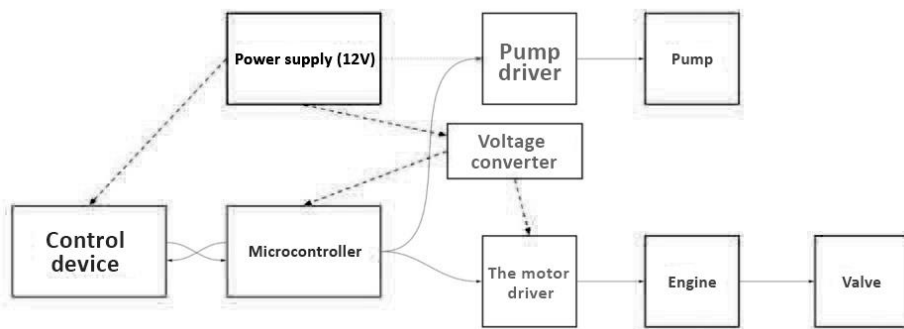 Power supply (12V)
Pump
driver
Pump
Voltage
converter
Control
device
Microcontroller
The motor
driver
Engine
Valve